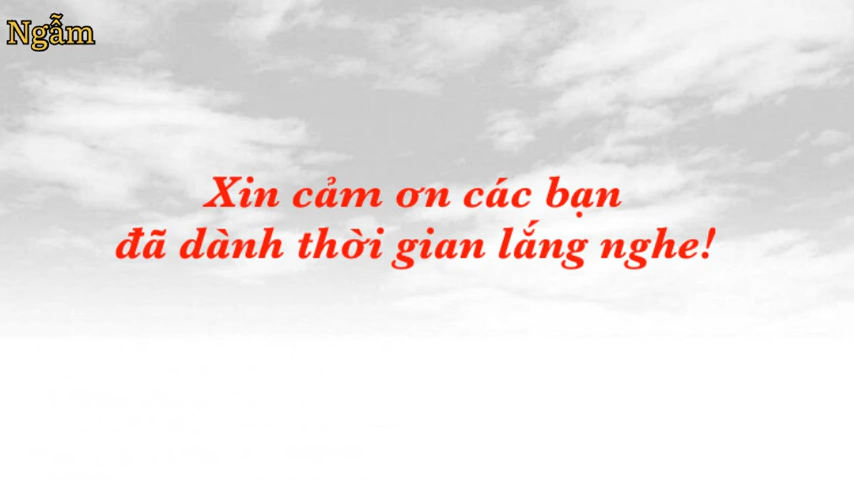 Ngẫm
Xin cảm ơn các bạn
đã dành thời gian lắng nghe!